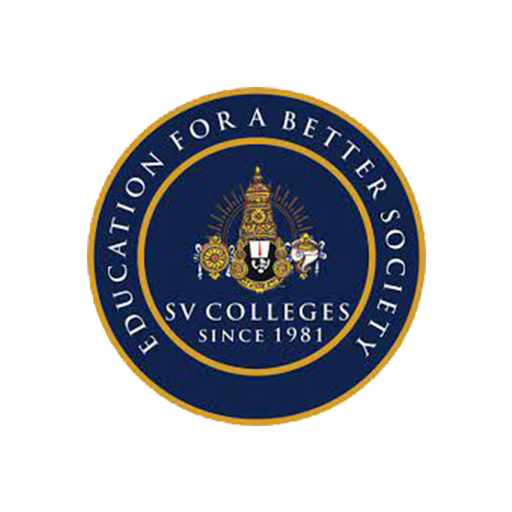 EDUCATION FOR A BETTER SOCIETY
SV COLLEGES
SINCE 1981